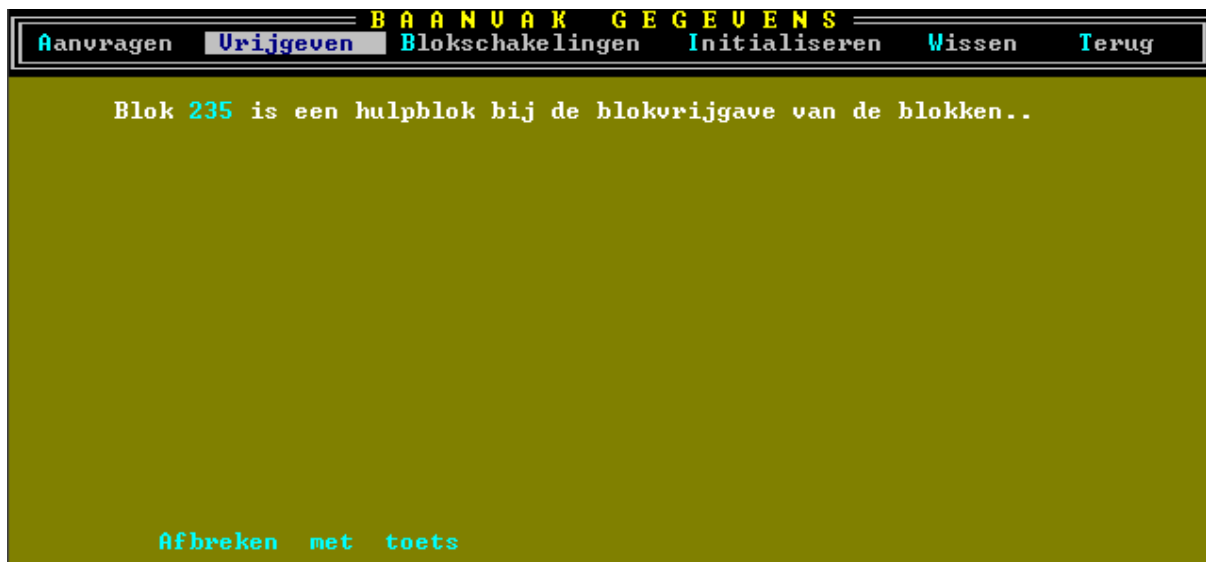 B A A N V A K   G E G E V E N S
Aanvragen   Vrijgeven   Blokschakelingen   Initialiseren   Wissen   Terug
Blok 235 is een hulpblok bij de blokvrijgave van de blokken..
Afbreken met toets